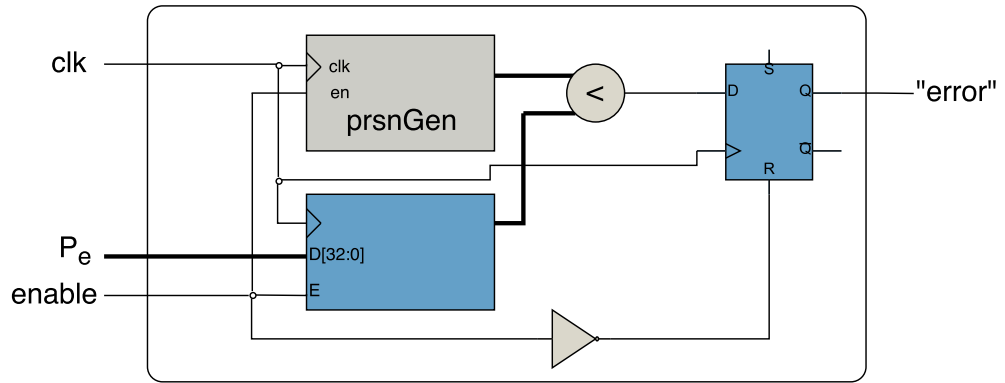 clk
clk
en
prsnGen
<
S
D
Q
"error"
Q̅
R
Pe
D[32:0]
enable
E